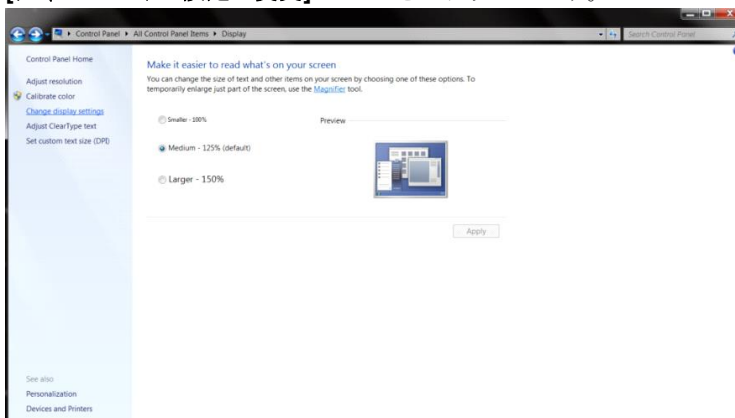 Control Panel ▸ All Control Panel Items ▸ Display
Search Control Panel
Control Panel Home
Adjust resolution
Calibrate color
Change display settings
Adjust ClearType text
Set custom text size (DPI)
Make it easier to read what's on your screen
You can change the size of text and other items on your screen by choosing one of these options. To
temporarily enlarge just part of the screen, use the Magnifier tool.
Smaller - 100%
Preview
Medium - 125% (default)
Larger - 150%
Apply
See also
Personalization
Devices and Printers